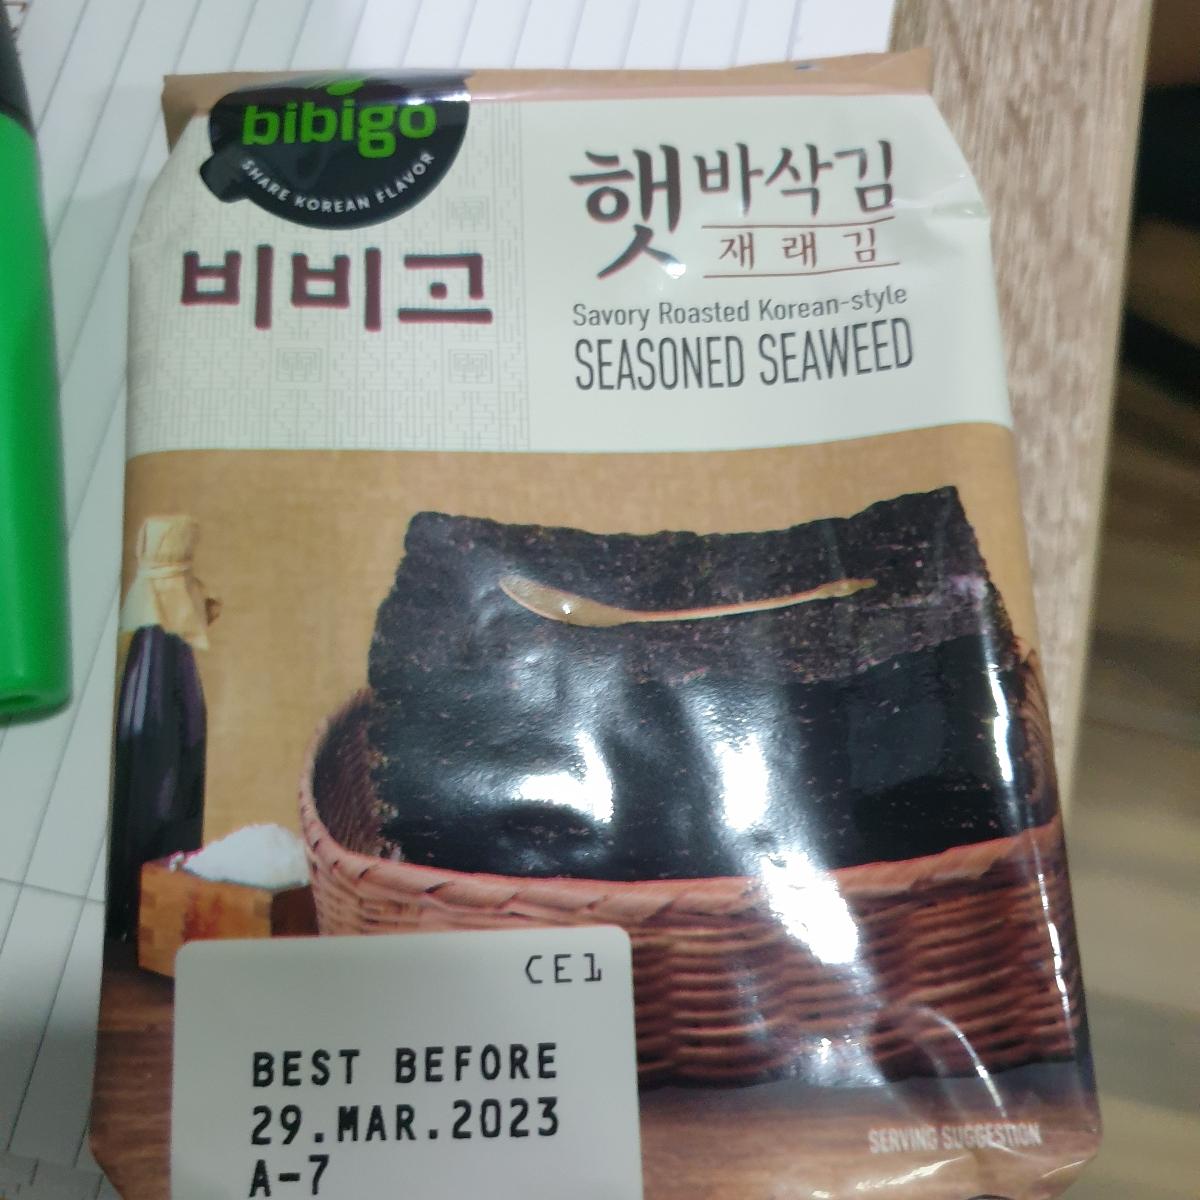 bibigo
SHARE KOREAN FLAVOR
비비고
햇바삭김
재래김
Savory Roasted Korean-style
SEASONED SEAWEED
CE1
BEST BEFORE
29.MAR.2023
A-7
SERVING SUGGESTION